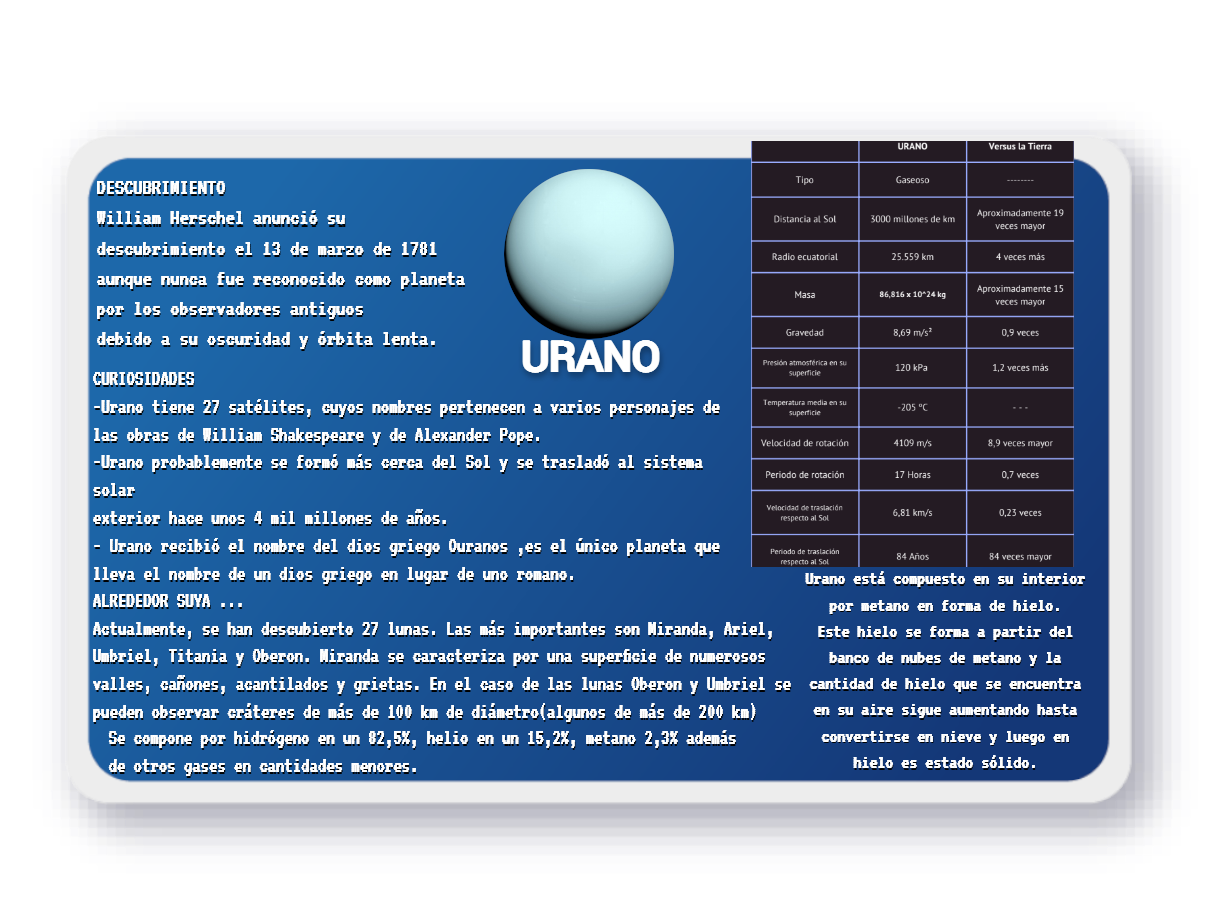 DESCUBRIMIENTO
William Herschel anunció su
descubrimiento el 13 de marzo de 1781
aunque nunca fue reconocido como planeta
por los observadores antiguos
debido a su oscuridad y órbita lenta.
URANO
CURIOSIDADES
-Urano tiene 27 satélites, cuyos nombres pertenecen a varios personajes de
las obras de William Shakespeare y de Alexander Pope.
-Urano probablemente se formó más cerca del Sol y se trasladó al sistema
solar
exterior hace unos 4 mil millones de años.
- Urano recibió el nombre del dios griego Ouranos ,es el único planeta que
lleva el nombre de un dios griego en lugar de uno romano.
ALREDEDOR SUYA ...
Actualmente, se han descubierto 27 lunas. Las más importantes son Miranda, Ariel,
Umbriel, Titania y Oberon. Miranda se caracteriza por una superficie de numerosos
valles, cañones, acantilados y grietas. En el caso de las lunas Oberon y Umbriel se
pueden observar cráteres de más de 100 km de diámetro(algunos de más de 200 km)
Se compone por hidrógeno en un 82,5%, helio en un 15,2%, metano 2,3% además
de otros gases en cantidades menores.
URANO Versus la Tierra
Tipo Gaseoso --------
Distancia al Sol 3000 millones de km Aproximadamente 19
veces mayor
Radio ecuatorial 25.559 km 4 veces más
Masa 86,816 x 10^24 kg Aproximadamente 15
veces mayor
Gravedad 8,69 m/s² 0,9 veces
Presión atmosférica en su
superficie 120 kPa 1,2 veces más
Temperatura media en su
superficie -205 ºC - - -
Velocidad de rotación 4109 m/s 8,9 veces mayor
Periodo de rotación 17 Horas 0,7 veces
Velocidad de traslación
respecto al Sol 6,81 km/s 0,23 veces
Periodo de traslación
respecto al Sol 84 Años 84 veces mayor
Urano está compuesto en su interior
por metano en forma de hielo.
Este hielo se forma a partir del
banco de nubes de metano y la
cantidad de hielo que se encuentra
en su aire sigue aumentando hasta
convertirse en nieve y luego en
hielo es estado sólido.